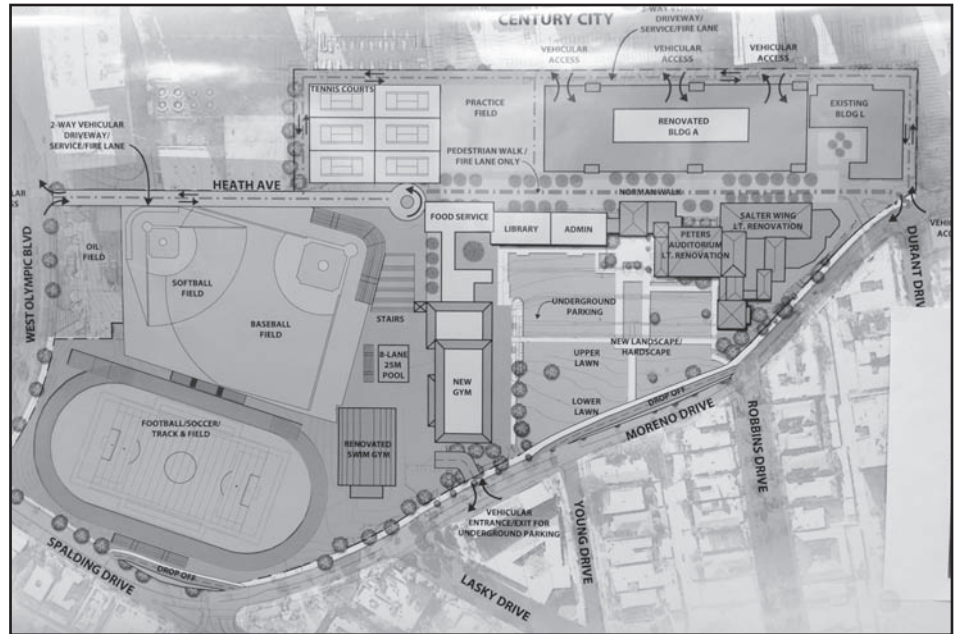 CENTURY CITY
2-WAY VEHICULAR
DRIVEWAY/
SERVICE/FIRE LANE
VEHICULAR
ACCESS
VEHICULAR
ACCESS
VEHICULAR
ACCESS
TENNIS COURTS
PRACTICE
FIELD
RENOVATED
BLDG A
EXISTING
BLDG L
2-WAY VEHICULAR
DRIVEWAY/
SERVICE/FIRE LANE
PEDESTRIAN WALK /
FIRE LANE ONLY
HEATH AVE
NORMAN WALK
FOOD SERVICE
LIBRARY
ADMIN
SALTER WING
LT. RENOVATION
PETERS
AUDITORIUM
LT. RENOVATION
DURANT DRIV
WEST OLYMPIC BLVD
OIL
FIELD
SOFTBALL
FIELD
BASEBALL
FIELD
STAIRS
UNDERGROUND
PARKING
NEW LANDSCAPE/
HARDSCAPE
8-LANE
25M
POOL
NEW
GYM
UPPER
LAWN
LOWER
LAWN
DROP OFF
MORENO DRIVE
ROBBINS DRIVE
FOOTBALL/SOCCER/
TRACK & FIELD
RENOVATED
SWIM GYM
VEHICULAR
ENTRANCE/EXIT FOR
UNDERGROUND PARKING
YOUNG DRIVE
LASKY DRIVE
SPALDING DRIVE
DROP OFF